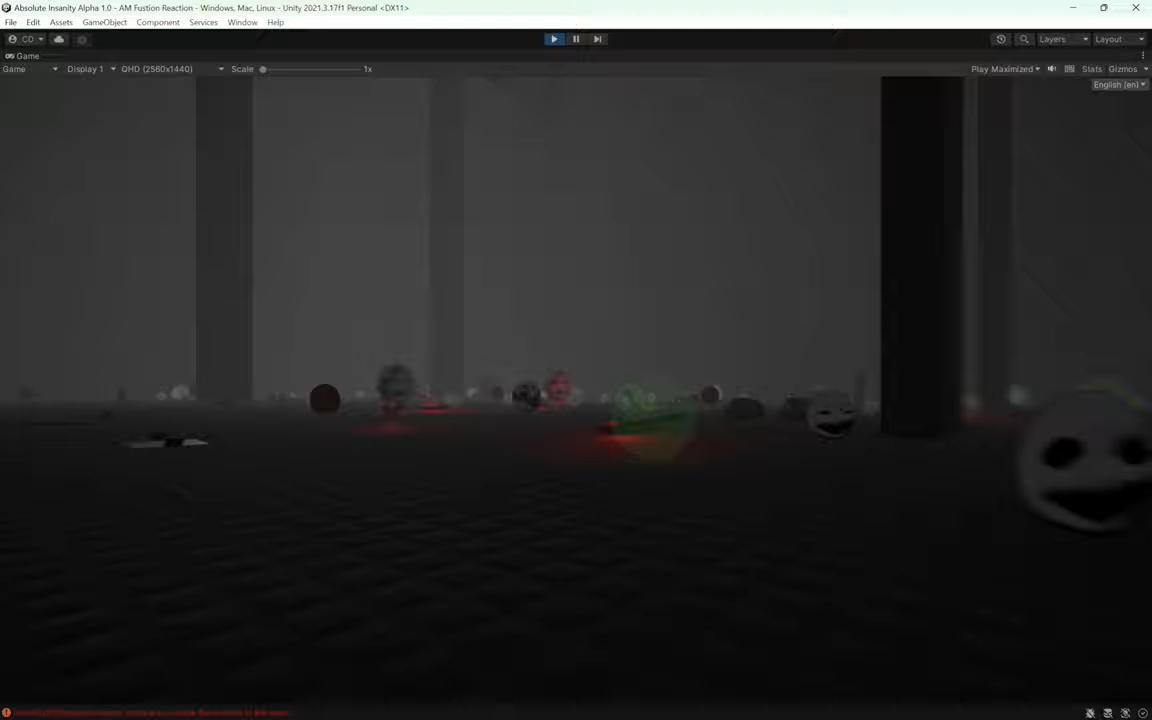 Absolute Insanity Alpha 1.0 - AM Fustion Reaction - Windows, Mac, Linux - Unity 2021.3.17f1 Personal <DX11>
File Edit Assets GameObject Component Services Window Help
CD Layers Layout
Game
Game Display 1 QHD (2560x1440) Scale 1x Play Maximized Stats Gizmos
English (en)